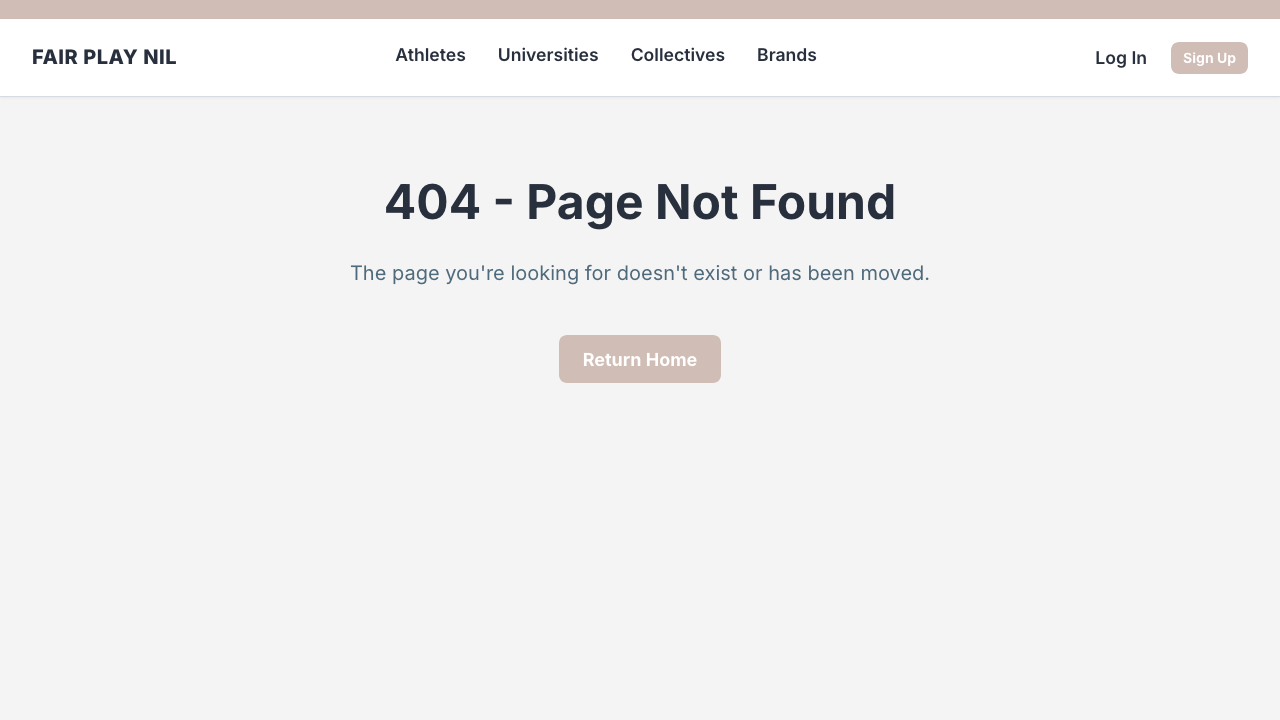 FAIR PLAY NIL
Athletes
Universities
Collectives
Brands
Log In
Sign Up
404 - Page Not Found
The page you're looking for doesn't exist or has been moved.
Return Home